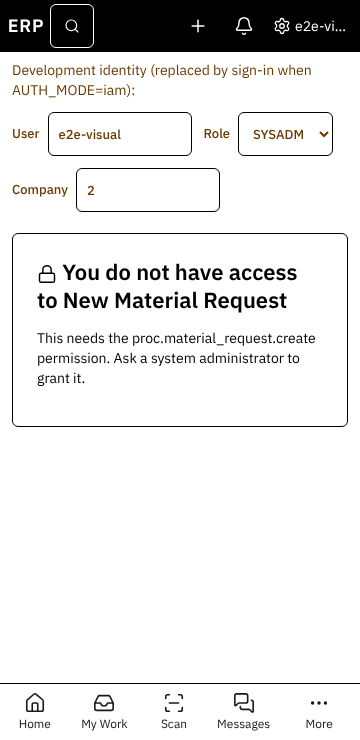 ERP
e2e-vi...
Development identity (replaced by sign-in when
AUTH_MODE=iam):
User e2e-visual Role SYSADM
Company 2
You do not have access
to New Material Request
This needs the proc.material_request.create
permission. Ask a system administrator to
grant it.
Home My Work Scan Messages More